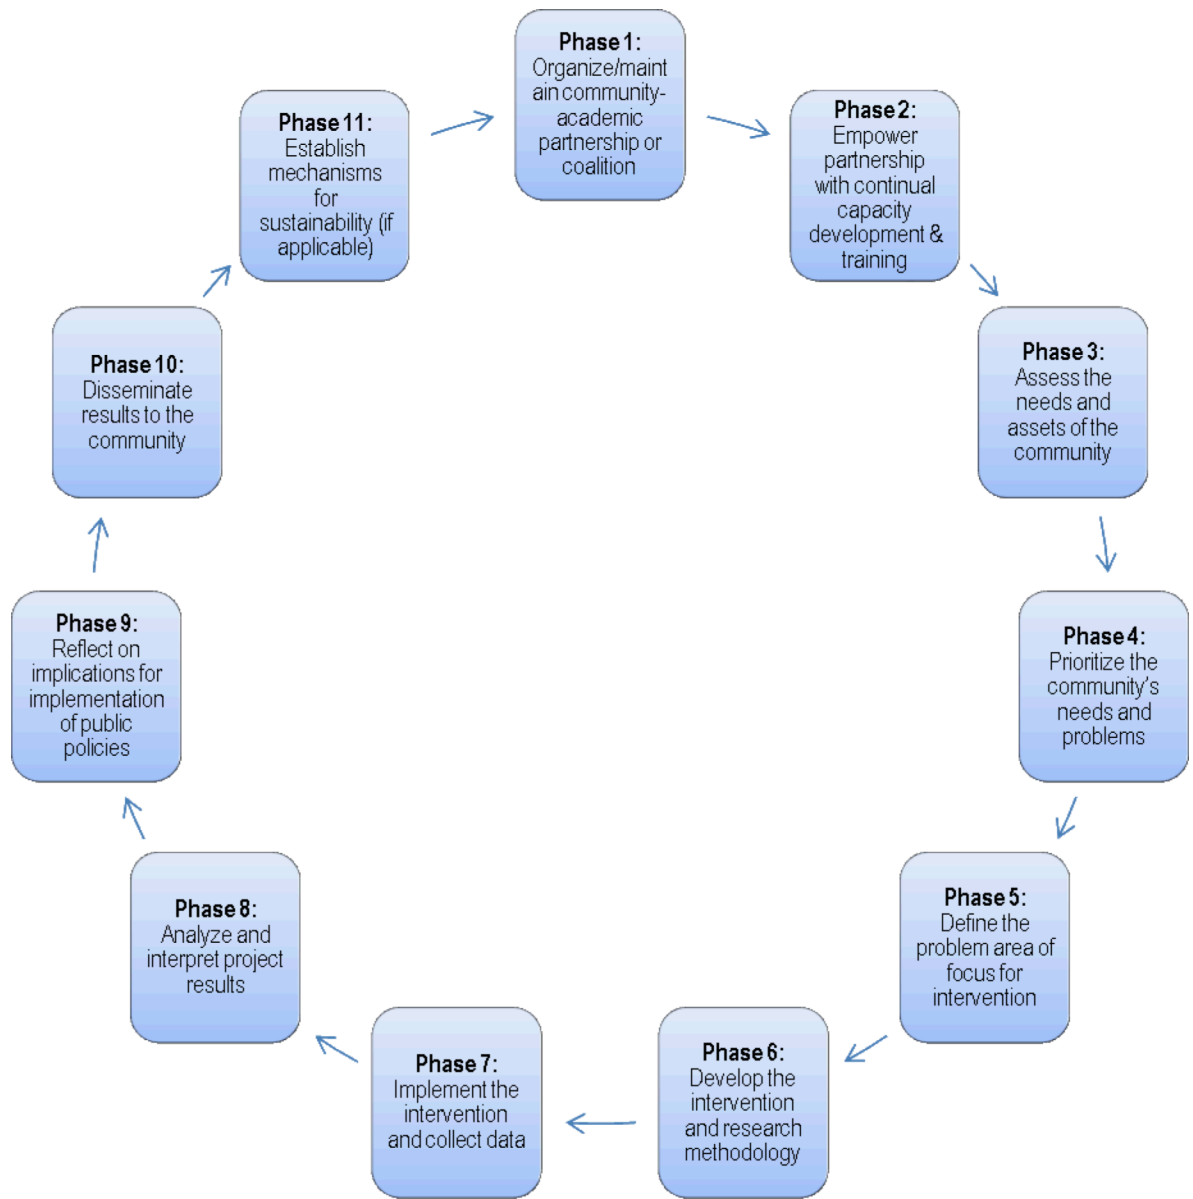 Phase 1:
Organize/maint
ain community-
academic
partnership or
coalition
Phase 2:
Empower
partnership
with continual
capacity
development &
training
Phase 3:
Assess the
needs and
assets of the
community
Phase 4:
Prioritize the
community's
needs and
problems
Phase 5:
Define the
problem area of
focus for
intervention
Phase 6:
Develop the
intervention
and research
methodology
Phase 7:
Implement the
intervention
and collect data
Phase 8:
Analyze and
interpret project
results
Phase 9:
Reflect on
implications for
implementation
of public
policies
Phase 10:
Disseminate
results to the
community
Phase 11:
Establish
mechanisms
for
sustainability (if
applicable)